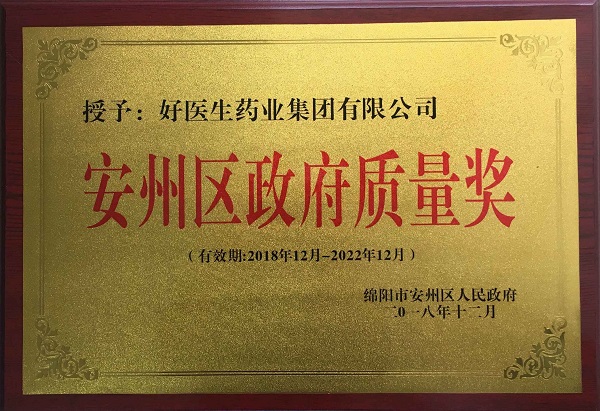 授予：好医生药业集团有限公司
安州区政府质量奖
（有效期:2018年12月-2022年12月）
绵阳市安州区人民政府
二0一八年十二月